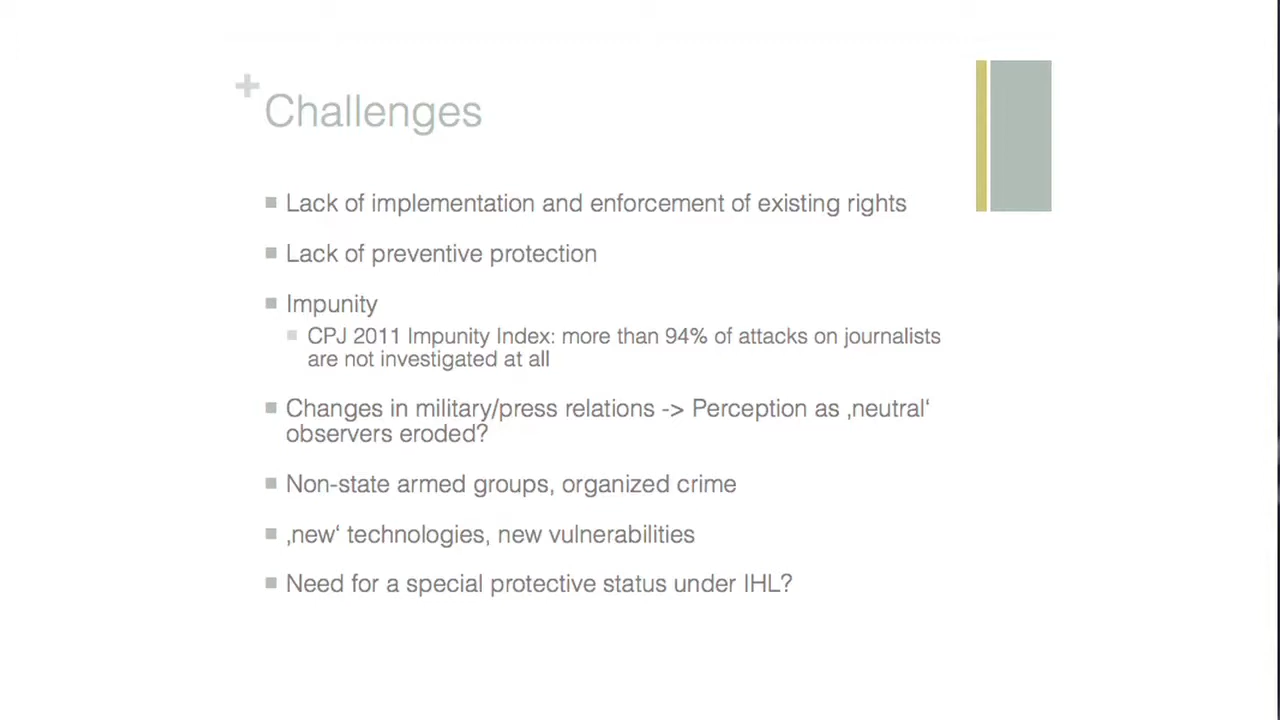 +
Challenges
Lack of implementation and enforcement of existing rights
Lack of preventive protection
Impunity
CPJ 2011 Impunity Index: more than 94% of attacks on journalists
are not investigated at all
Changes in military/press relations -> Perception as ‚neutral‘
observers eroded?
Non-state armed groups, organized crime
‚new‘ technologies, new vulnerabilities
Need for a special protective status under IHL?